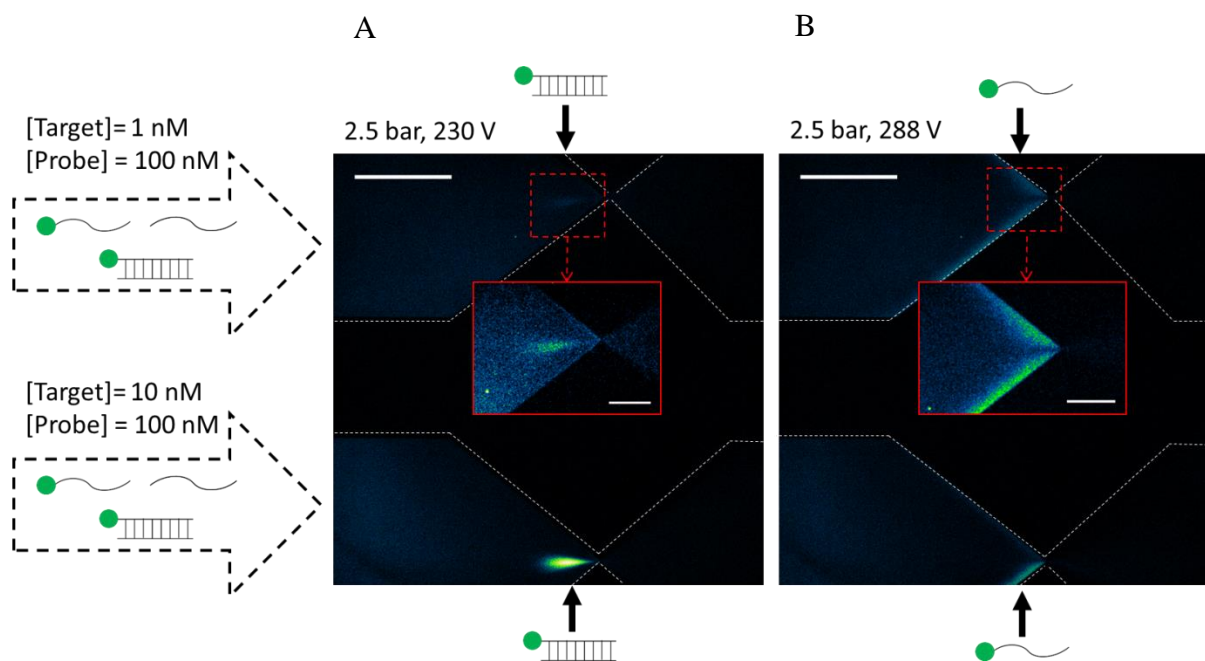 A
B
[Target]= 1 nM
[Probe] = 100 nM
2.5 bar, 230 V
2.5 bar, 288 V
[Target]= 10 nM
[Probe] = 100 nM